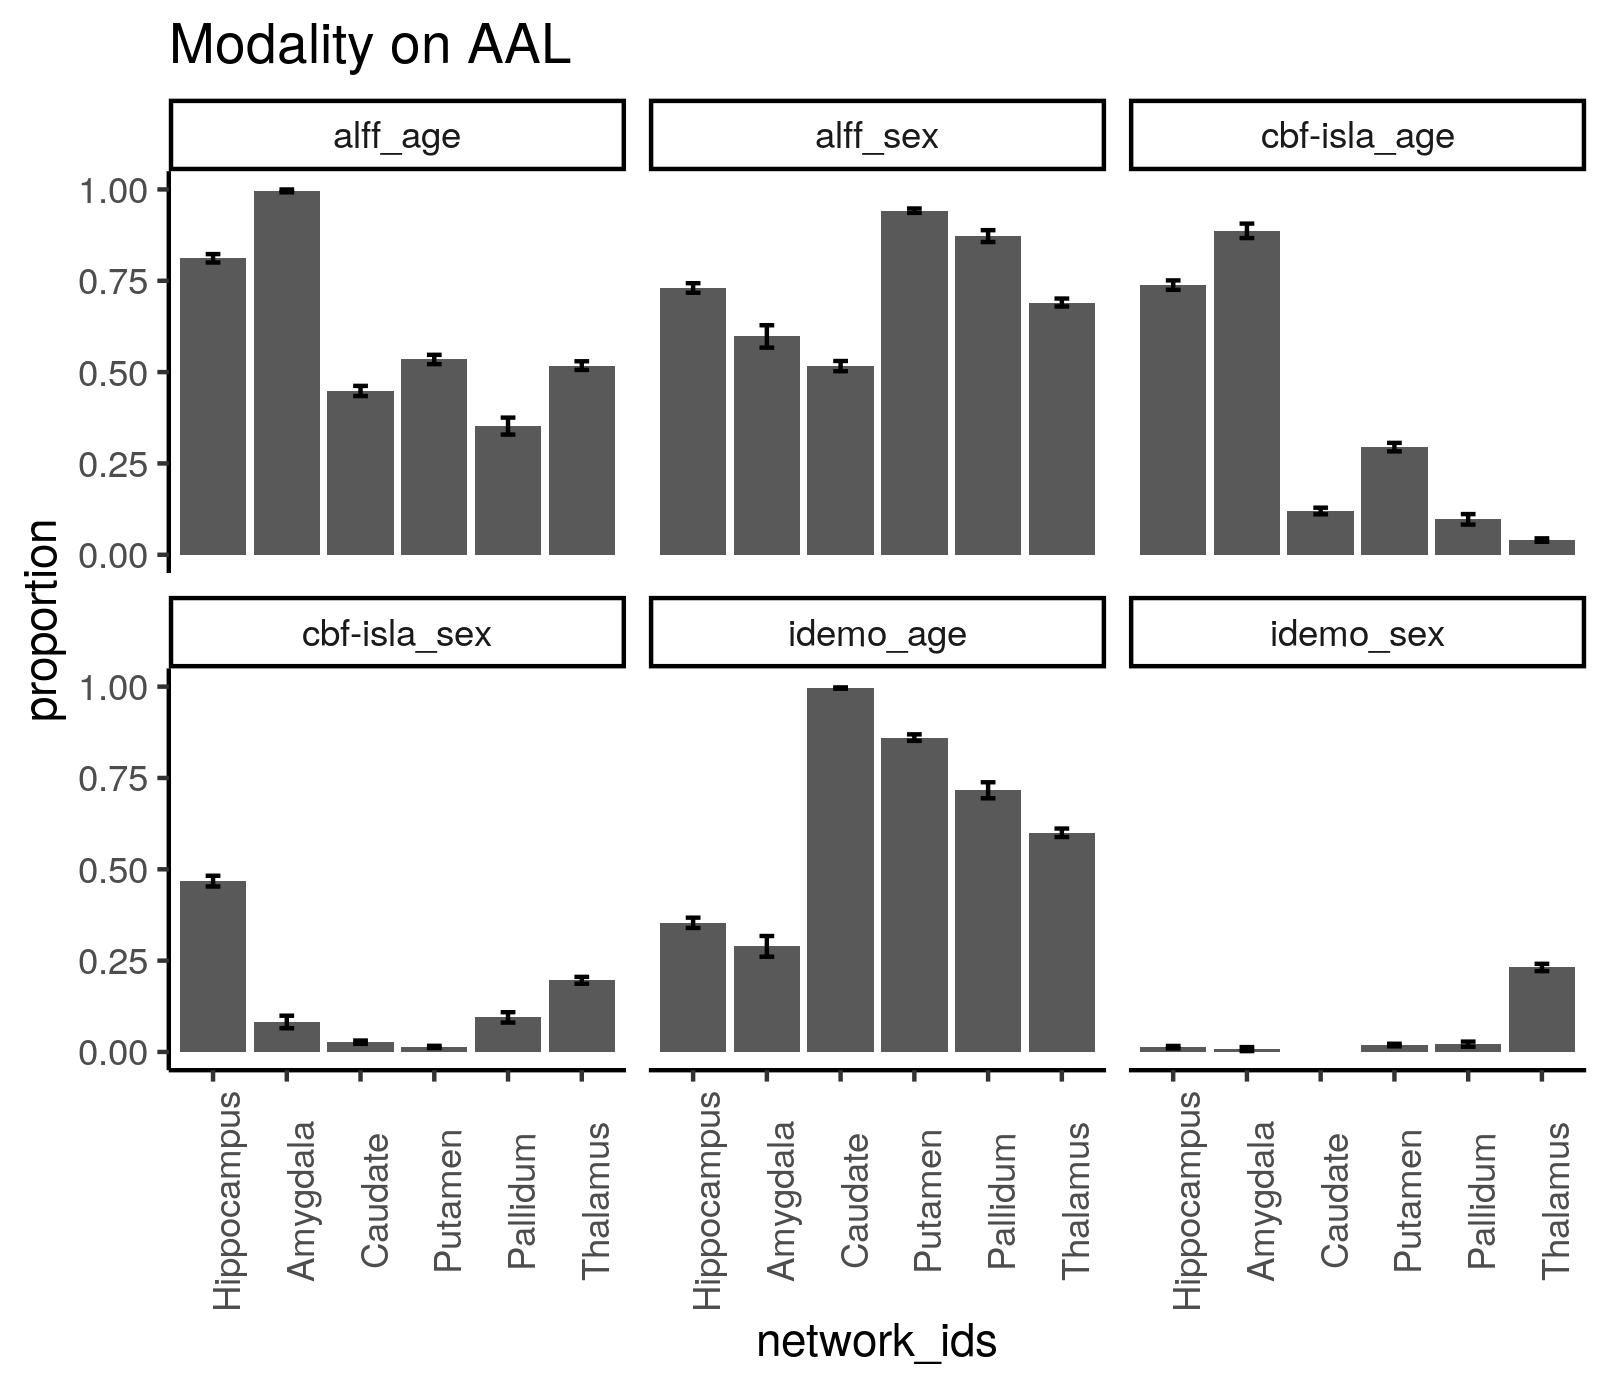 Modality on AAL
alff_age
alff_sex
cbf-isla_age
1.00
0.75
0.50
0.25
0.00
cbf-isla_sex
idemo_age
idemo_sex
1.00
0.75
0.50
0.25
0.00
proportion
Hippocampus
Amygdala
Caudate
Putamen
Pallidum
Thalamus
Hippocampus
Amygdala
Caudate
Putamen
Pallidum
Thalamus
Hippocampus
Amygdala
Caudate
Putamen
Pallidum
Thalamus
network_ids